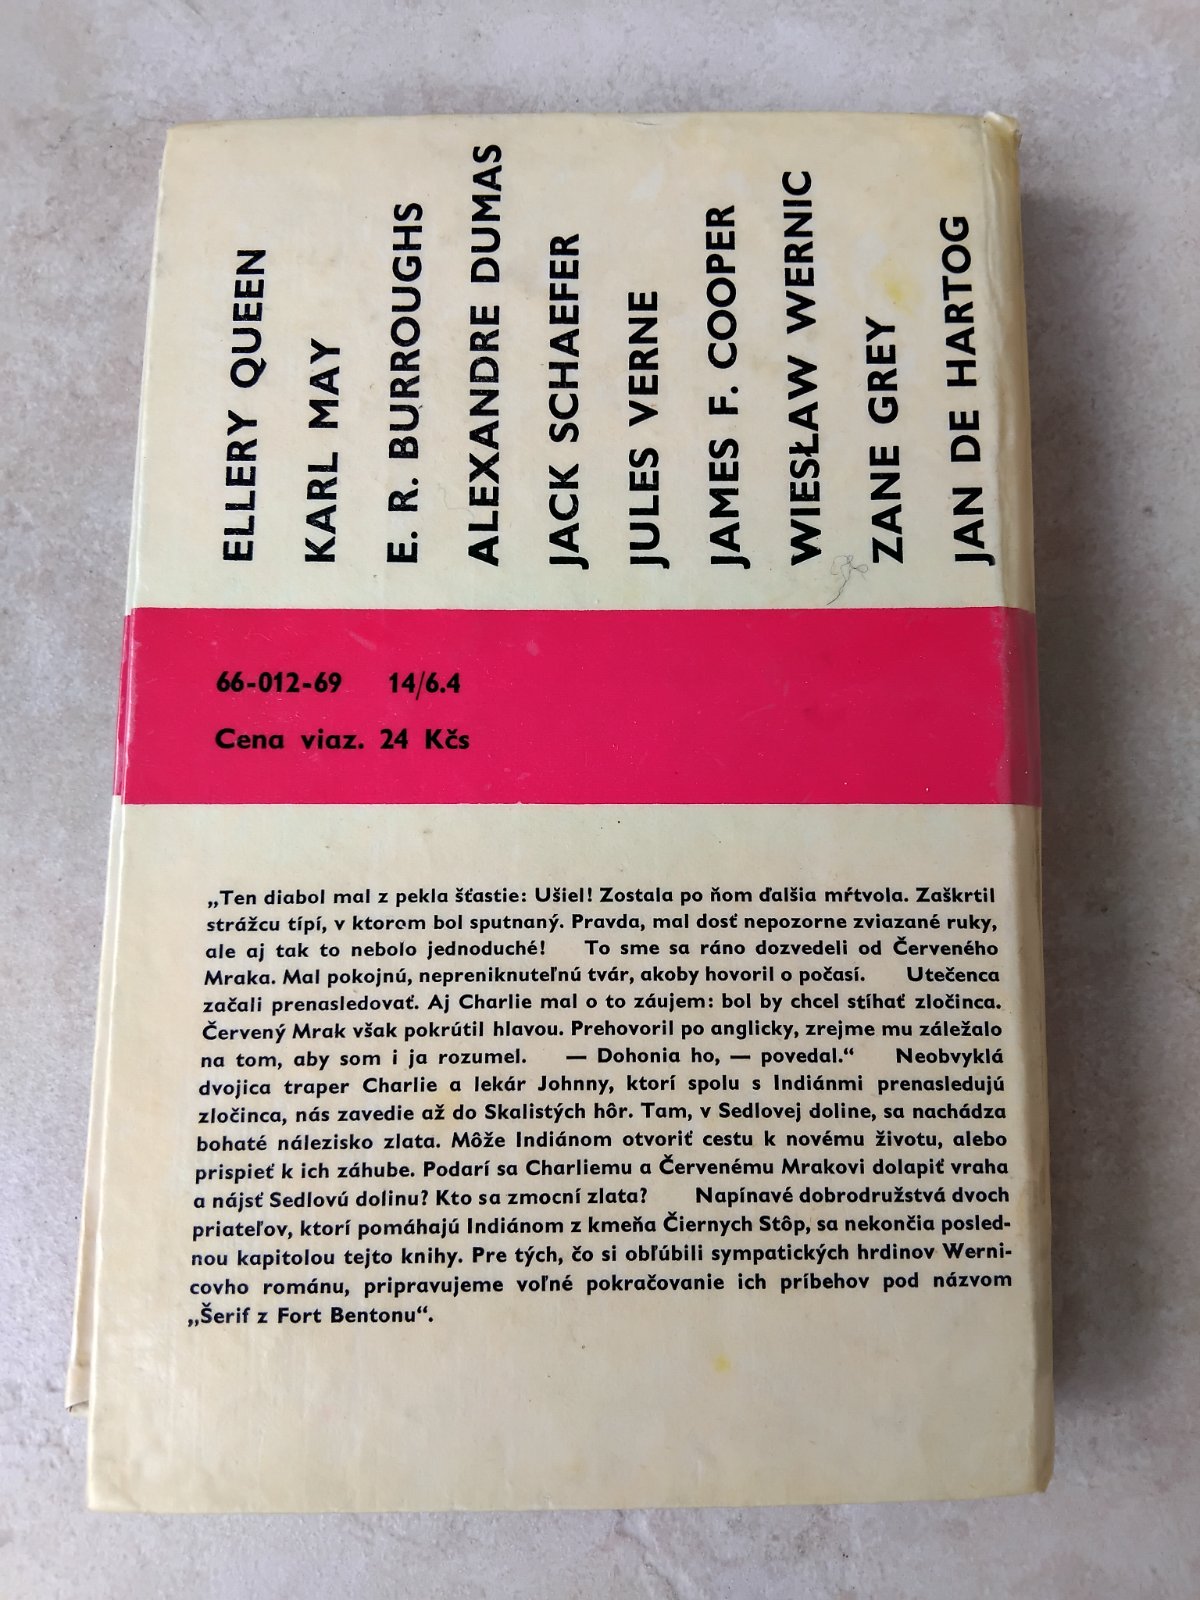 ELLERY QUEEN
KARL MAY
E. R. BURROUGHS
ALEXANDRE DUMAS
JACK SCHAEFER
JULES VERNE
JAMES F. COOPER
WIESŁAW WERNIC
ZANE GREY
JAN DE HARTOG
66-012-69 14/6.4
Cena viaz. 24 Kčs
„Ten diabol mal z pekla šťastie: Ušiel! Zostala po ňom ďalšia mŕtvola. Zaškrtil
strážcu típí, v ktorom bol sputnaný. Pravda, mal dosť nepozorne zviazané ruky,
ale aj tak to nebolo jednoduché! To sme sa ráno dozvedeli od Červeného
Mraka. Mal pokojnú, nepreniknuteľnú tvár, akoby hovoril o počasí. Utečenca
začali prenasledovať. Aj Charlie mal o to záujem: bol by chcel stíhať zločinca.
Červený Mrak však pokrútil hlavou. Prehovoril po anglicky, zrejme mu záležalo
na tom, aby som i ja rozumel. — Dohonia ho, — povedal.“ Neobvyklá
dvojica traper Charlie a lekár Johnny, ktorí spolu s Indiánmi prenasledujú
zločinca, nás zavedie až do Skalistých hôr. Tam, v Sedlovej doline, sa nachádza
bohaté nálezisko zlata. Môže Indiánom otvoriť cestu k novému životu, alebo
prispieť k ich záhube. Podarí sa Charliemu a Červenému Mrakovi dolapiť vraha
a nájsť Sedlovú dolinu? Kto sa zmocní zlata? Napínavé dobrodružstvá dvoch
priateľov, ktorí pomáhajú Indiánom z kmeňa Čiernych Stôp, sa nekončia posled-
nou kapitolou tejto knihy. Pre tých, čo si obľúbili sympatických hrdinov Werni-
covho románu, pripravujeme voľné pokračovanie ich príbehov pod názvom
„Šerif z Fort Bentonu“.